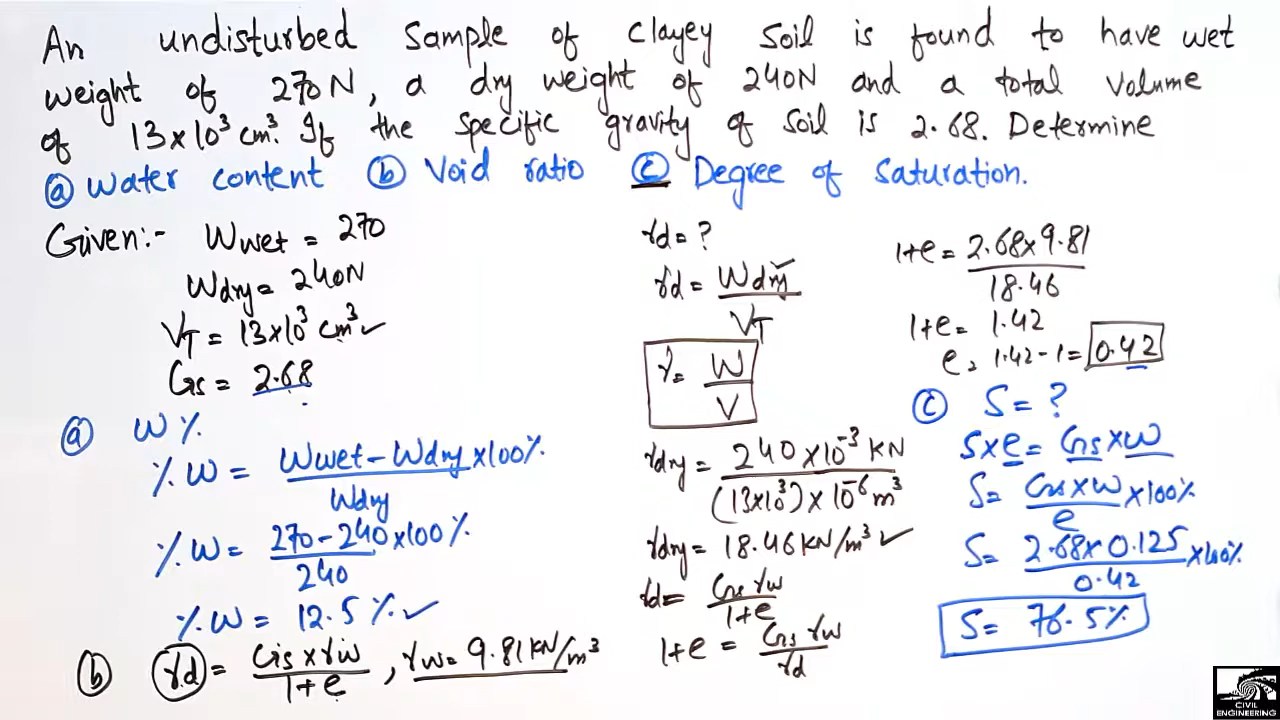 An undisturbed Sample of clayey soil is found to have wet
weight of 270N, a dry weight of 240N and a total volume
of 13×10³ cm³. If the specific gravity of soil is 2.68. Determine
ⓐ water content ⓑ Void ratio ⓒ Degree of saturation.
Given:- Wwet = 270
Wdry = 240N
VT = 13×10³ cm³ ✓
Gs = 2.68
ⓐ W%
%W = Wwet-Wdry/Wdry ×100%
%W = 270-240/240 ×100%
%W = 12.5% ✓
ⓑ γd = Gs×γw/1+e , γw = 9.81 KN/m³
γd = ?
γd = Wdry/VT
γ = W/V
γdry = 240×10⁻³ KN/(13×10³)×10⁻⁶ m³
γdry = 18.46 KN/m³ ✓
γd = Gs γw/1+e
1+e = Gs γw/γd
1+e = 2.68×9.81/18.46
1+e = 1.42
e = 1.42-1 = 0.42
ⓒ S = ?
S×e = Gs×w
S = Gs×w/e ×100%
S = 2.68×0.125/0.42 ×100%
S = 76.5%
CIVIL
ENGINEERING